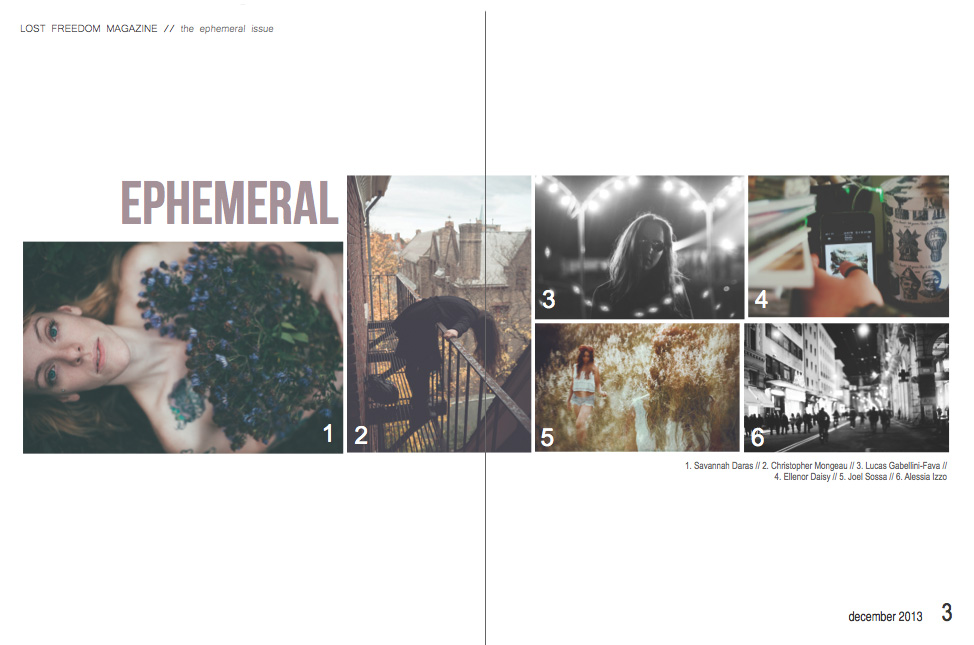 LOST FREEDOM MAGAZINE // the ephemeral issue
EPHEMERAL
1
2
3
4
5
6
1. Savannah Daras // 2. Christopher Mongeau // 3. Lucas Gabellini-Fava //
4. Ellenor Daisy // 5. Joel Sossa // 6. Alessia Izzo
december 2013 3